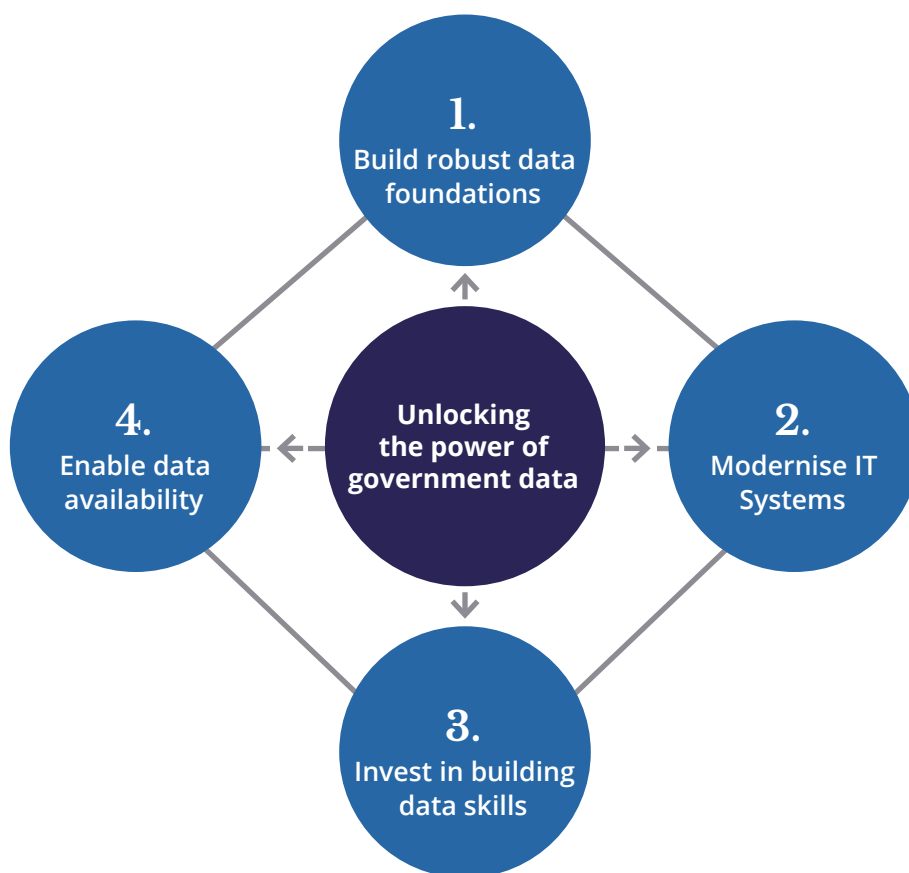 1.
Build robust data
foundations
Unlocking
the power of
government data
2.
Modernise IT
Systems
3.
Invest in building
data skills
4.
Enable data
availability